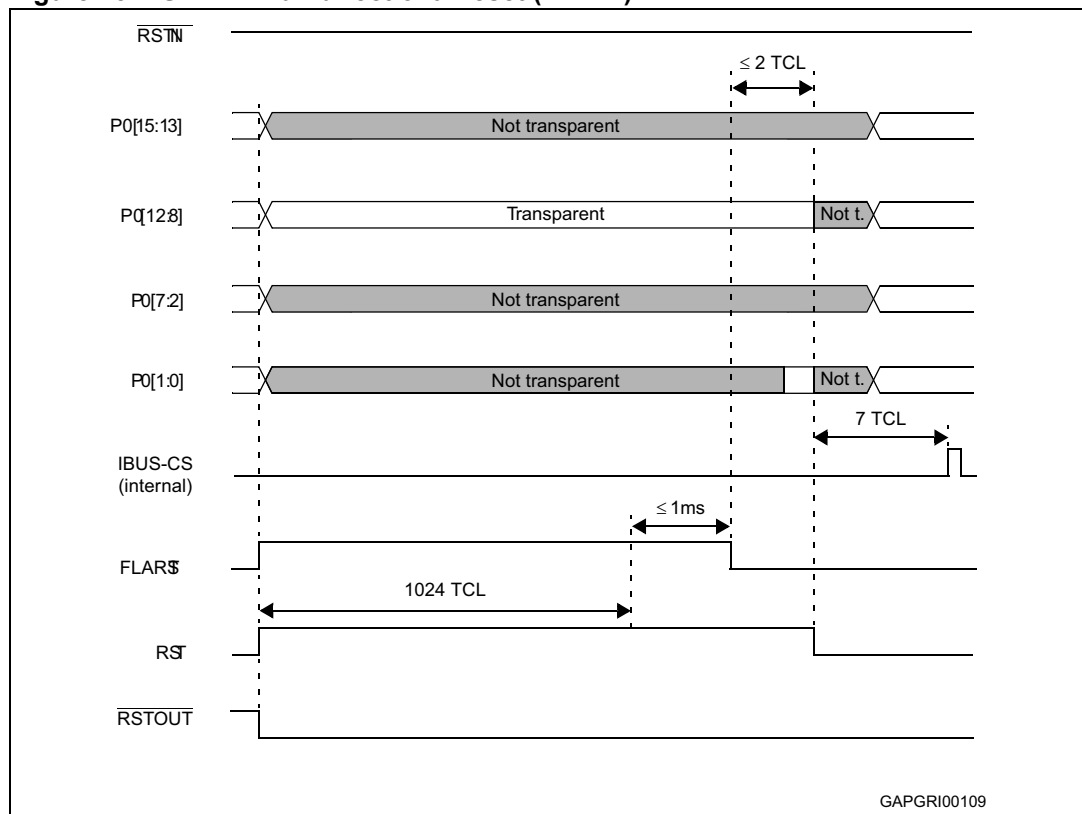 RSTIN
≤ 2 TCL
P0[15:13]
Not transparent
P0[12:8]
Transparent
Not t.
P0[7:2]
Not transparent
P0[1:0]
Not transparent
Not t.
7 TCL
IBUS-CS
(internal)
≤ 1ms
FLARST
1024 TCL
RST
RSTOUT
GAPGRI00109